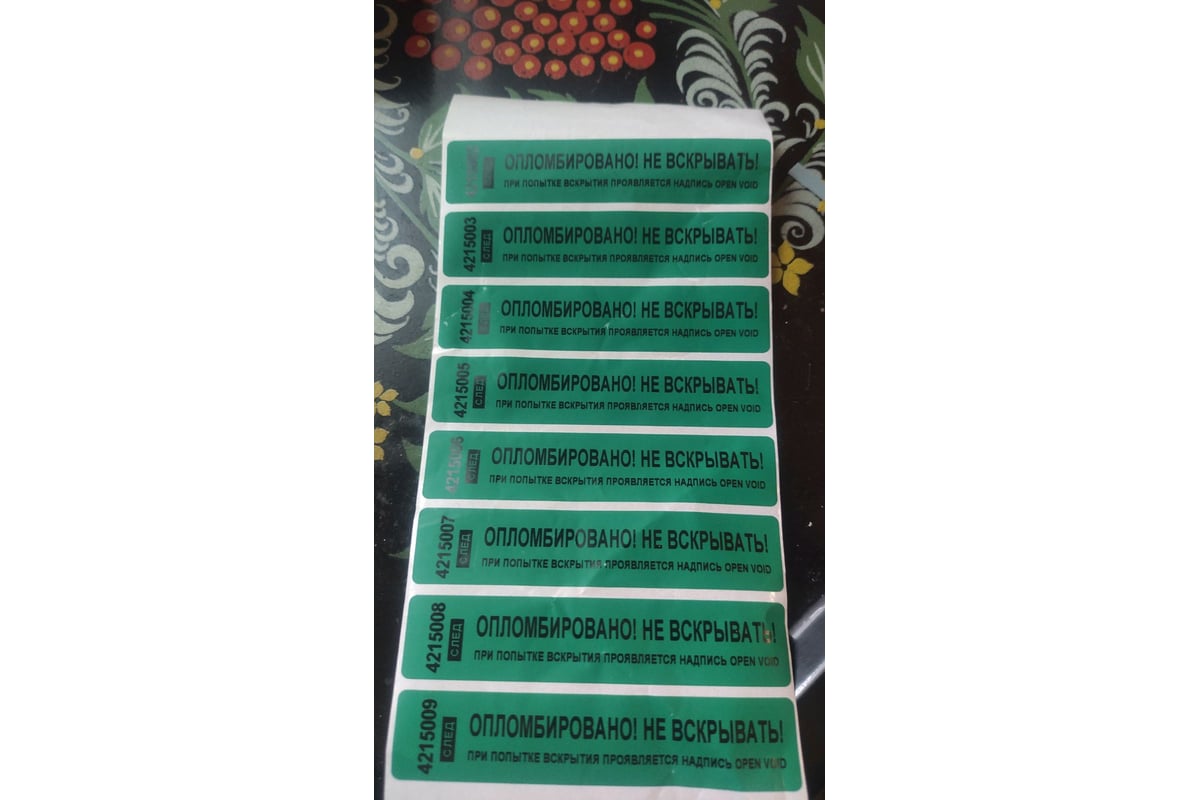 ОПЛОМБИРОВАНО! НЕ ВСКРЫВАТЬ!
ПРИ ПОПЫТКЕ ВСКРЫТИЯ ПРОЯВЛЯЕТСЯ НАДПИСЬ OPEN VOID
4215003
СЛЕД
ОПЛОМБИРОВАНО! НЕ ВСКРЫВАТЬ!
ПРИ ПОПЫТКЕ ВСКРЫТИЯ ПРОЯВЛЯЕТСЯ НАДПИСЬ OPEN VOID
4215004
СЛЕД
ОПЛОМБИРОВАНО! НЕ ВСКРЫВАТЬ!
ПРИ ПОПЫТКЕ ВСКРЫТИЯ ПРОЯВЛЯЕТСЯ НАДПИСЬ OPEN VOID
4215005
СЛЕД
ОПЛОМБИРОВАНО! НЕ ВСКРЫВАТЬ!
ПРИ ПОПЫТКЕ ВСКРЫТИЯ ПРОЯВЛЯЕТСЯ НАДПИСЬ OPEN VOID
4215006
СЛЕД
ОПЛОМБИРОВАНО! НЕ ВСКРЫВАТЬ!
ПРИ ПОПЫТКЕ ВСКРЫТИЯ ПРОЯВЛЯЕТСЯ НАДПИСЬ OPEN VOID
4215007
СЛЕД
ОПЛОМБИРОВАНО! НЕ ВСКРЫВАТЬ!
ПРИ ПОПЫТКЕ ВСКРЫТИЯ ПРОЯВЛЯЕТСЯ НАДПИСЬ OPEN VOID
4215008
СЛЕД
ОПЛОМБИРОВАНО! НЕ ВСКРЫВАТЬ!
ПРИ ПОПЫТКЕ ВСКРЫТИЯ ПРОЯВЛЯЕТСЯ НАДПИСЬ OPEN VOID
4215009
СЛЕД
ОПЛОМБИРОВАНО! НЕ ВСКРЫВАТЬ!
ПРИ ПОПЫТКЕ ВСКРЫТИЯ ПРОЯВЛЯЕТСЯ НАДПИСЬ OPEN VOID